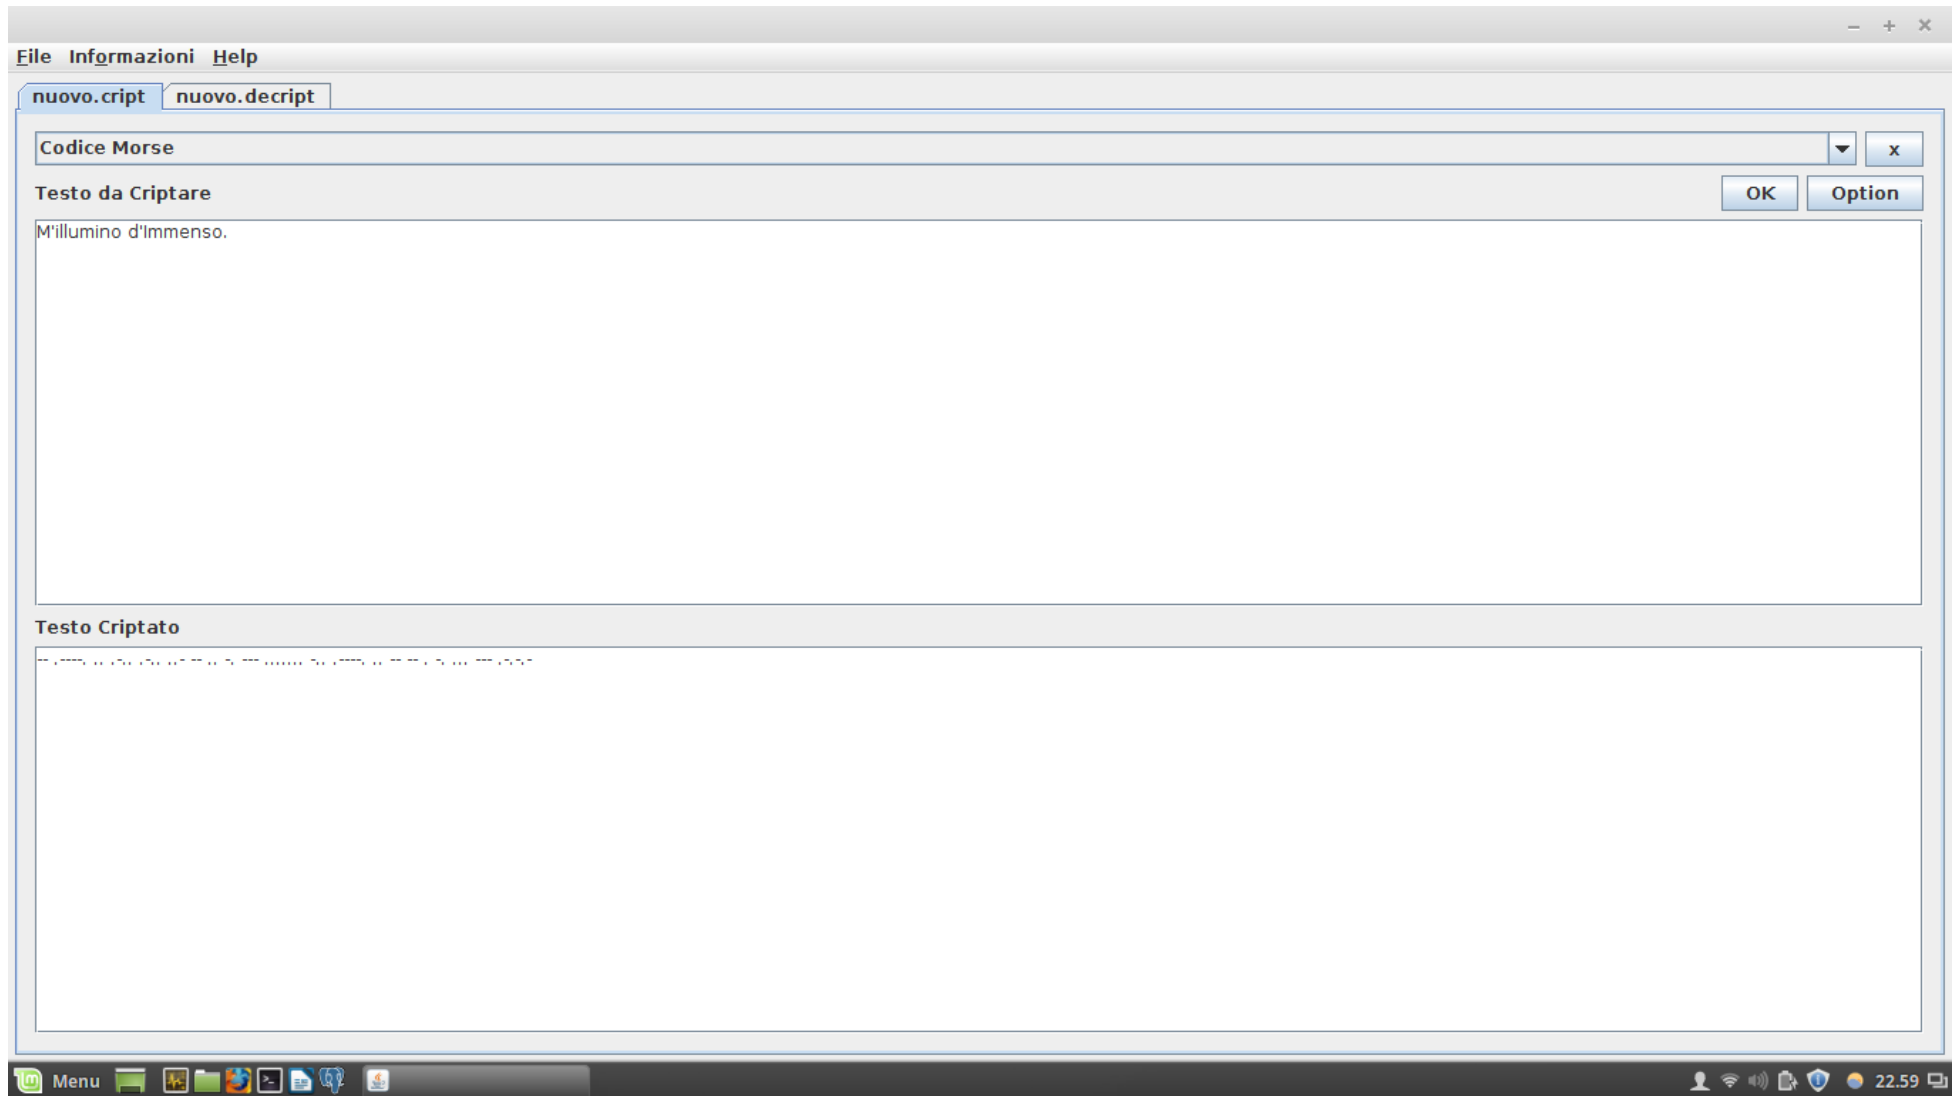 − + ×
File Informazioni Help
nuovo.cript nuovo.decript
Codice Morse x
Testo da Criptare OK Option
M'illumino d'Immenso.
Testo Criptato
-- .----. .. .-.. .-.. ..- -- .. -. --- ....... -.. .----. .. -- -- . -. ... --- .-.-.-
Menu 22.59